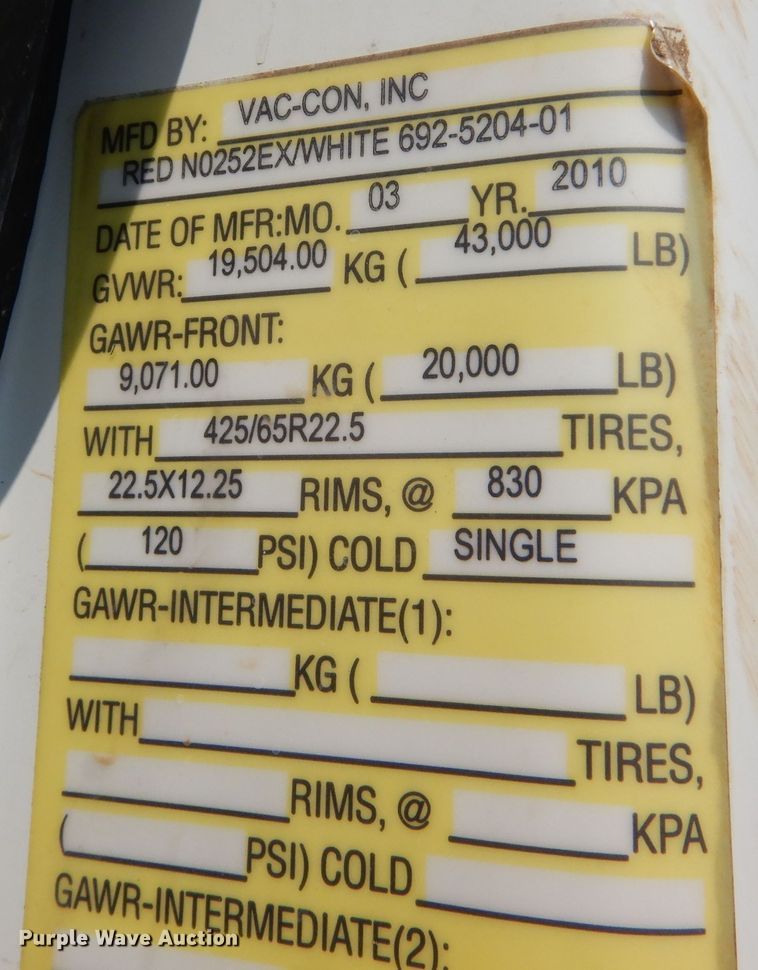 MFD BY: VAC-CON, INC
RED N0252EX/WHITE 692-5204-01
DATE OF MFR:MO. 03 YR. 2010
GVWR: 19,504.00 KG ( 43,000 LB)
GAWR-FRONT:
9,071.00 KG ( 20,000 LB)
WITH 425/65R22.5 TIRES,
22.5X12.25 RIMS, @ 830 KPA
( 120 PSI) COLD SINGLE
GAWR-INTERMEDIATE(1):
KG ( LB)
WITH TIRES,
RIMS, @ KPA
( PSI) COLD
GAWR-INTERMEDIATE(2):
Purple Wave Auction